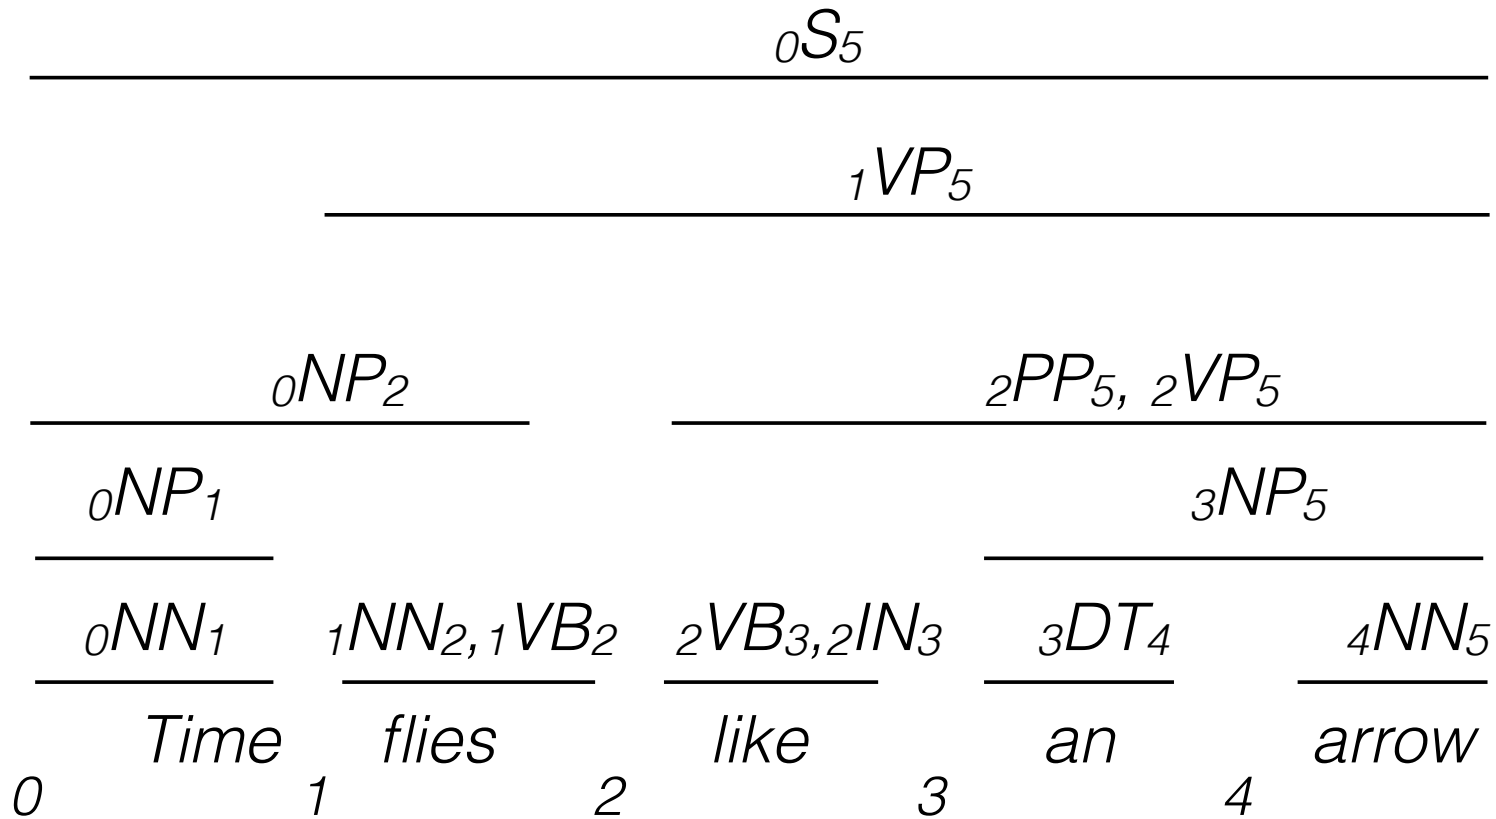 0S5
1VP5
0NP2 2PP5, 2VP5
0NP1 3NP5
0NN1 1NN2,1VB2 2VB3,2IN3 3DT4 4NN5
Time flies like an arrow
0 1 2 3 4